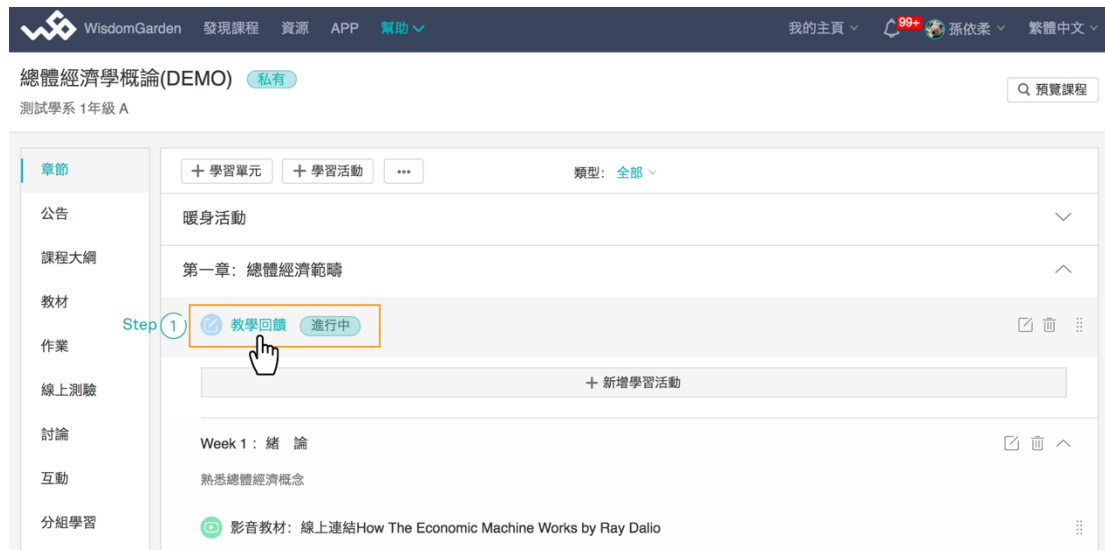 WisdomGarden 發現課程 資源 APP 幫助 我的主頁 99+ 孫依柔 繁體中文
總體經濟學概論(DEMO) 私有
預覽課程
測試學系 1年級 A
章節
公告
課程大綱
教材
作業
線上測驗
討論
互動
分組學習
+ 學習單元 + 學習活動 ••• 類型: 全部
暖身活動
第一章: 總體經濟範疇
Step 1 教學回饋 進行中
+ 新增學習活動
Week 1: 緒 論
熟悉總體經濟概念
影音教材: 線上連結How The Economic Machine Works by Ray Dalio